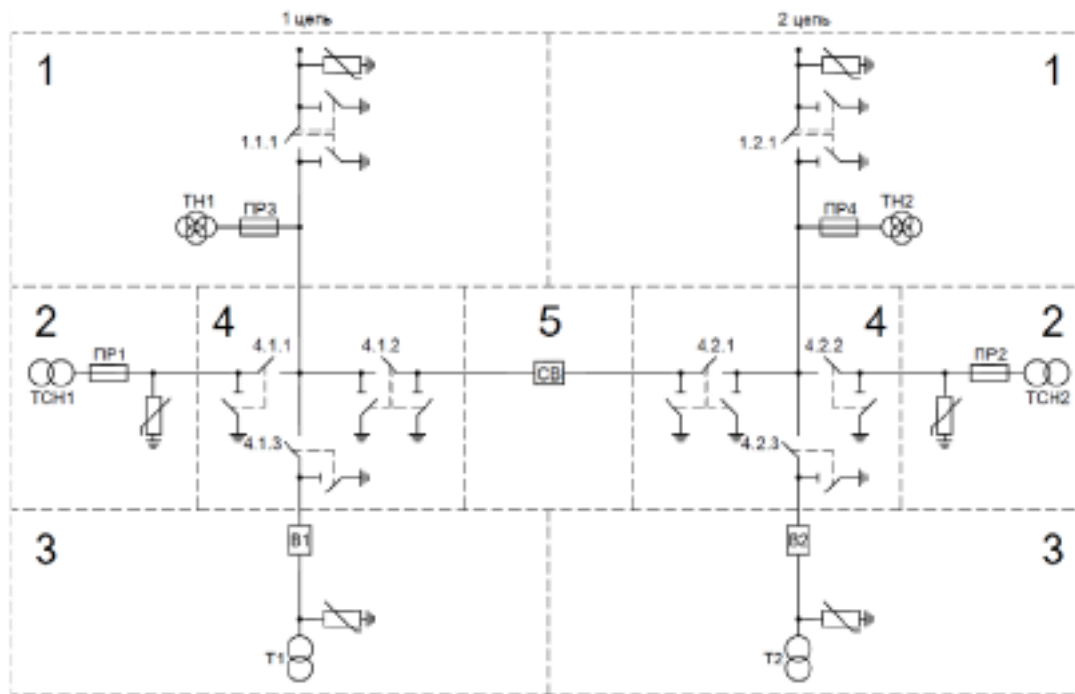 1 цепь 2 цепь
1 1
1.1.1 1.2.1
ТН1 ПР3 ПР4 ТН2
2 4 5 4 2
4.1.1 4.1.2 4.2.1 4.2.2
ПР1 СВ ПР2
ТСН1 ТСН2
4.1.3 4.2.3
3 В1 В2 3
Т1 Т2